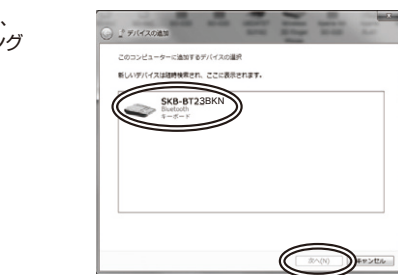 、
ング
デバイスの追加
このコンピューターに追加するデバイスの選択
新しいデバイスは随時検索され、ここに表示されます。
SKB-BT23BKN
Bluetooth
キーボード
次へ(N)
キャンセル